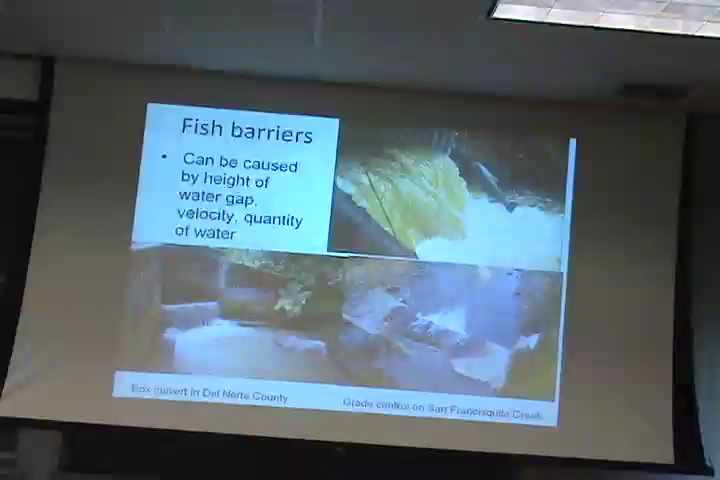 Fish barriers
• Can be caused
by height of
water gap,
velocity, quantity
of water
Box culvert in Del Norte County
Grade control on San Francisquito Creek